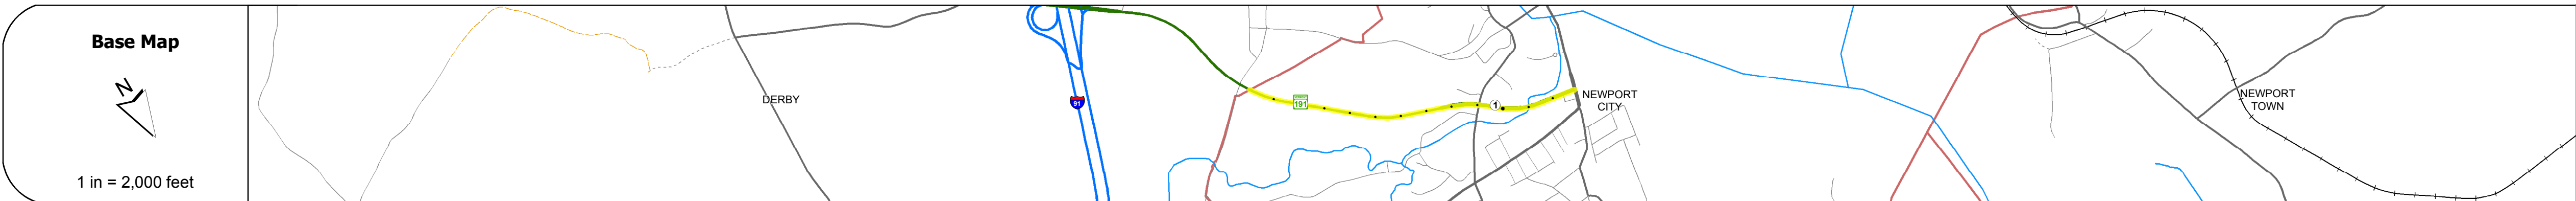 Base Map
N
1 in = 2,000 feet
DERBY
91
191
1
NEWPORT
CITY
NEWPORT
TOWN